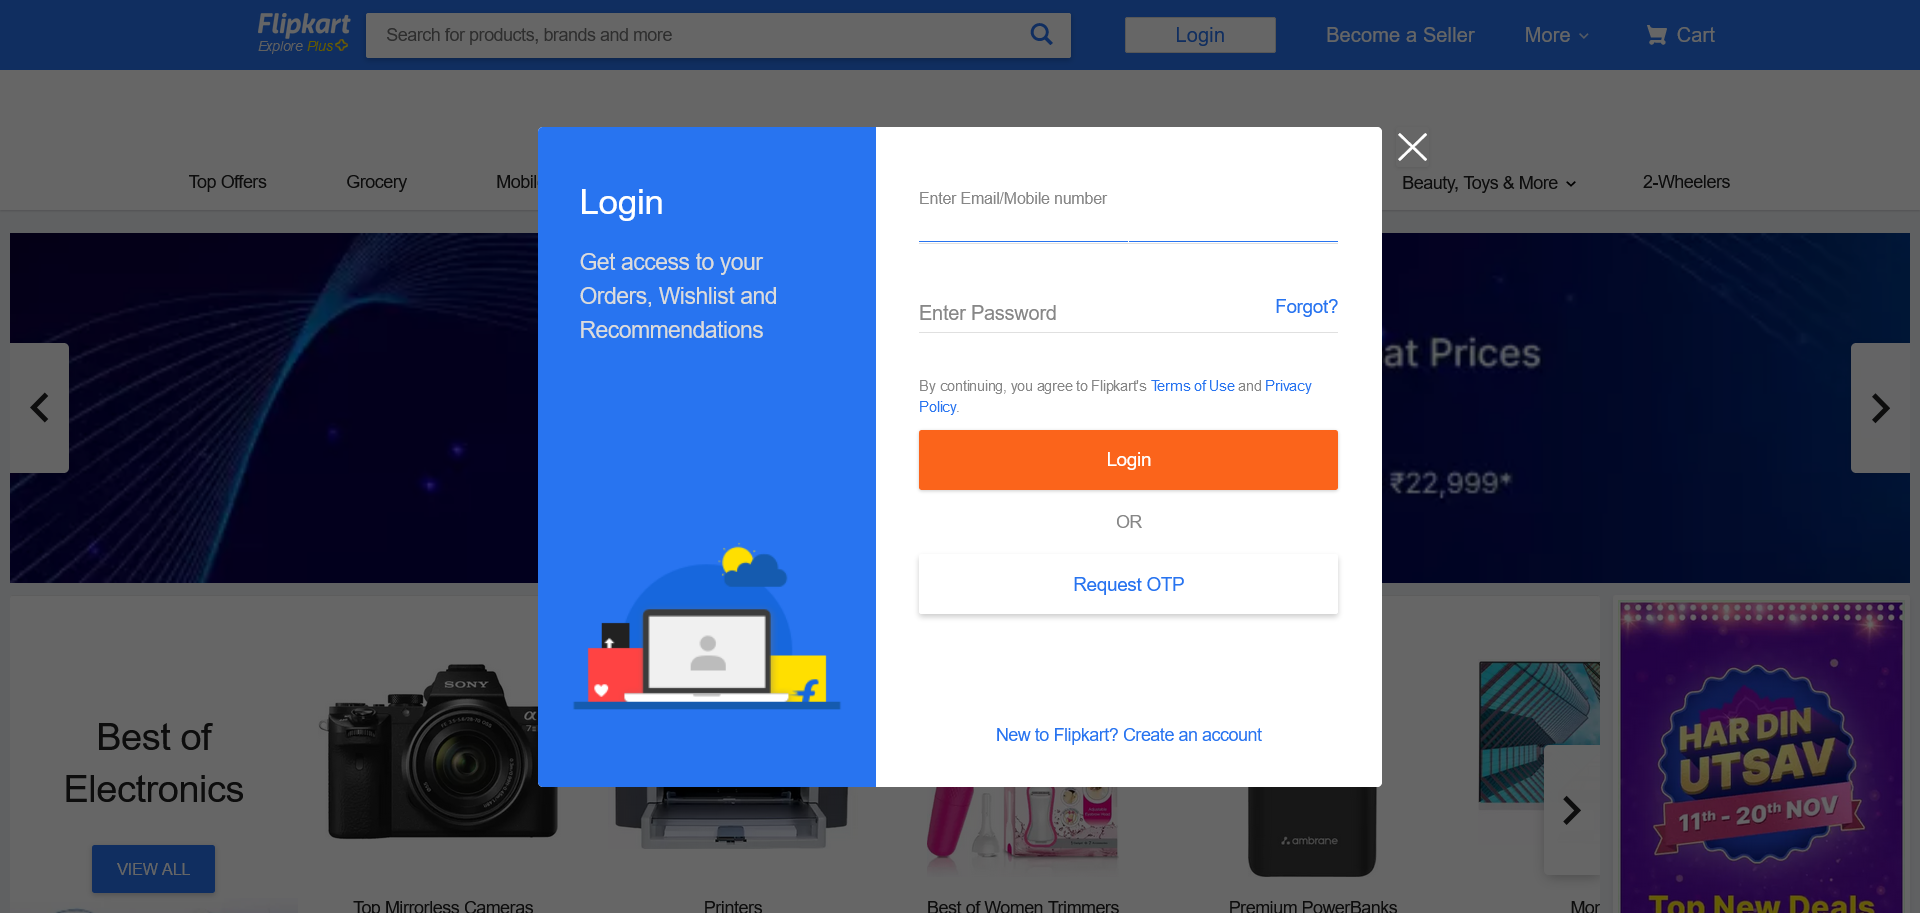 Flipkart
Explore Plus
Search for products, brands and more
Login
Become a Seller
More
Cart
Top Offers
Grocery
Beauty, Toys & More
2-Wheelers
Login
Get access to your
Orders, Wishlist and
Recommendations
Enter Email/Mobile number
Enter Password
Forgot?
By continuing, you agree to Flipkart's Terms of Use and Privacy
Policy.
Login
OR
Request OTP
New to Flipkart? Create an account
at Prices
₹22,999*
Best of
Electronics
VIEW ALL
SONY
α
ambrane
Top Mirrorless Cameras
Printers
Best of Women Trimmers
Premium PowerBanks
HAR DIN
UTSAV
11th - 20th NOV
Top New Deals